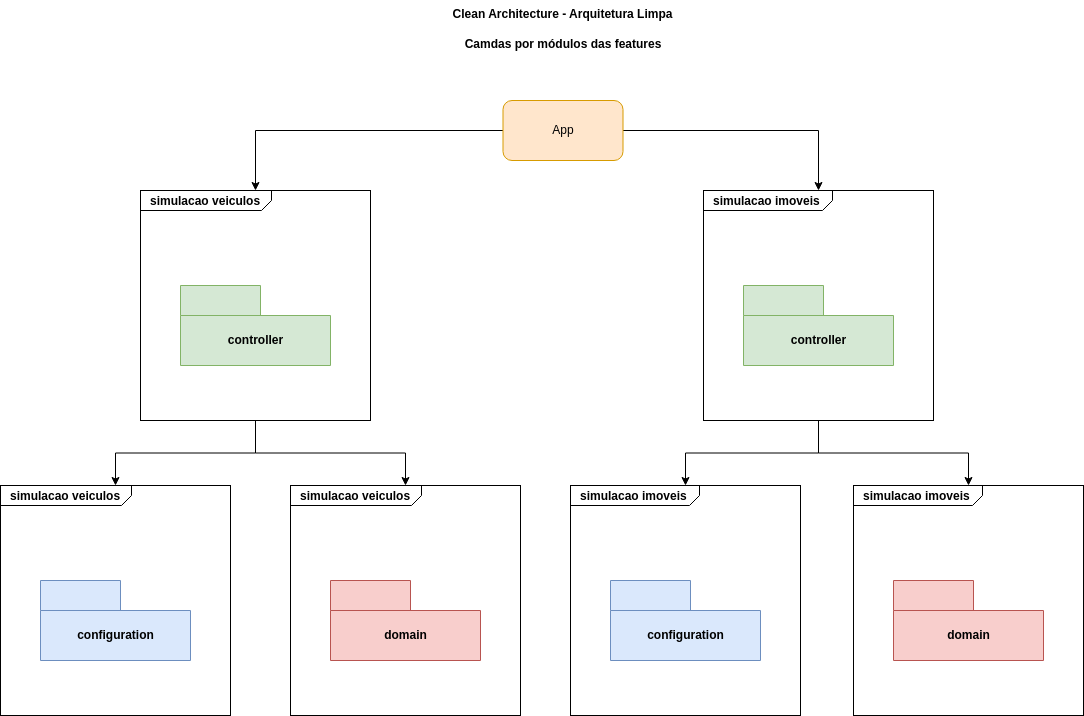 Clean Architecture - Arquitetura Limpa
Camdas por módulos das features
App
simulacao veiculos
simulacao imoveis
controller
controller
simulacao veiculos
simulacao veiculos
simulacao imoveis
simulacao imoveis
configuration
domain
configuration
domain